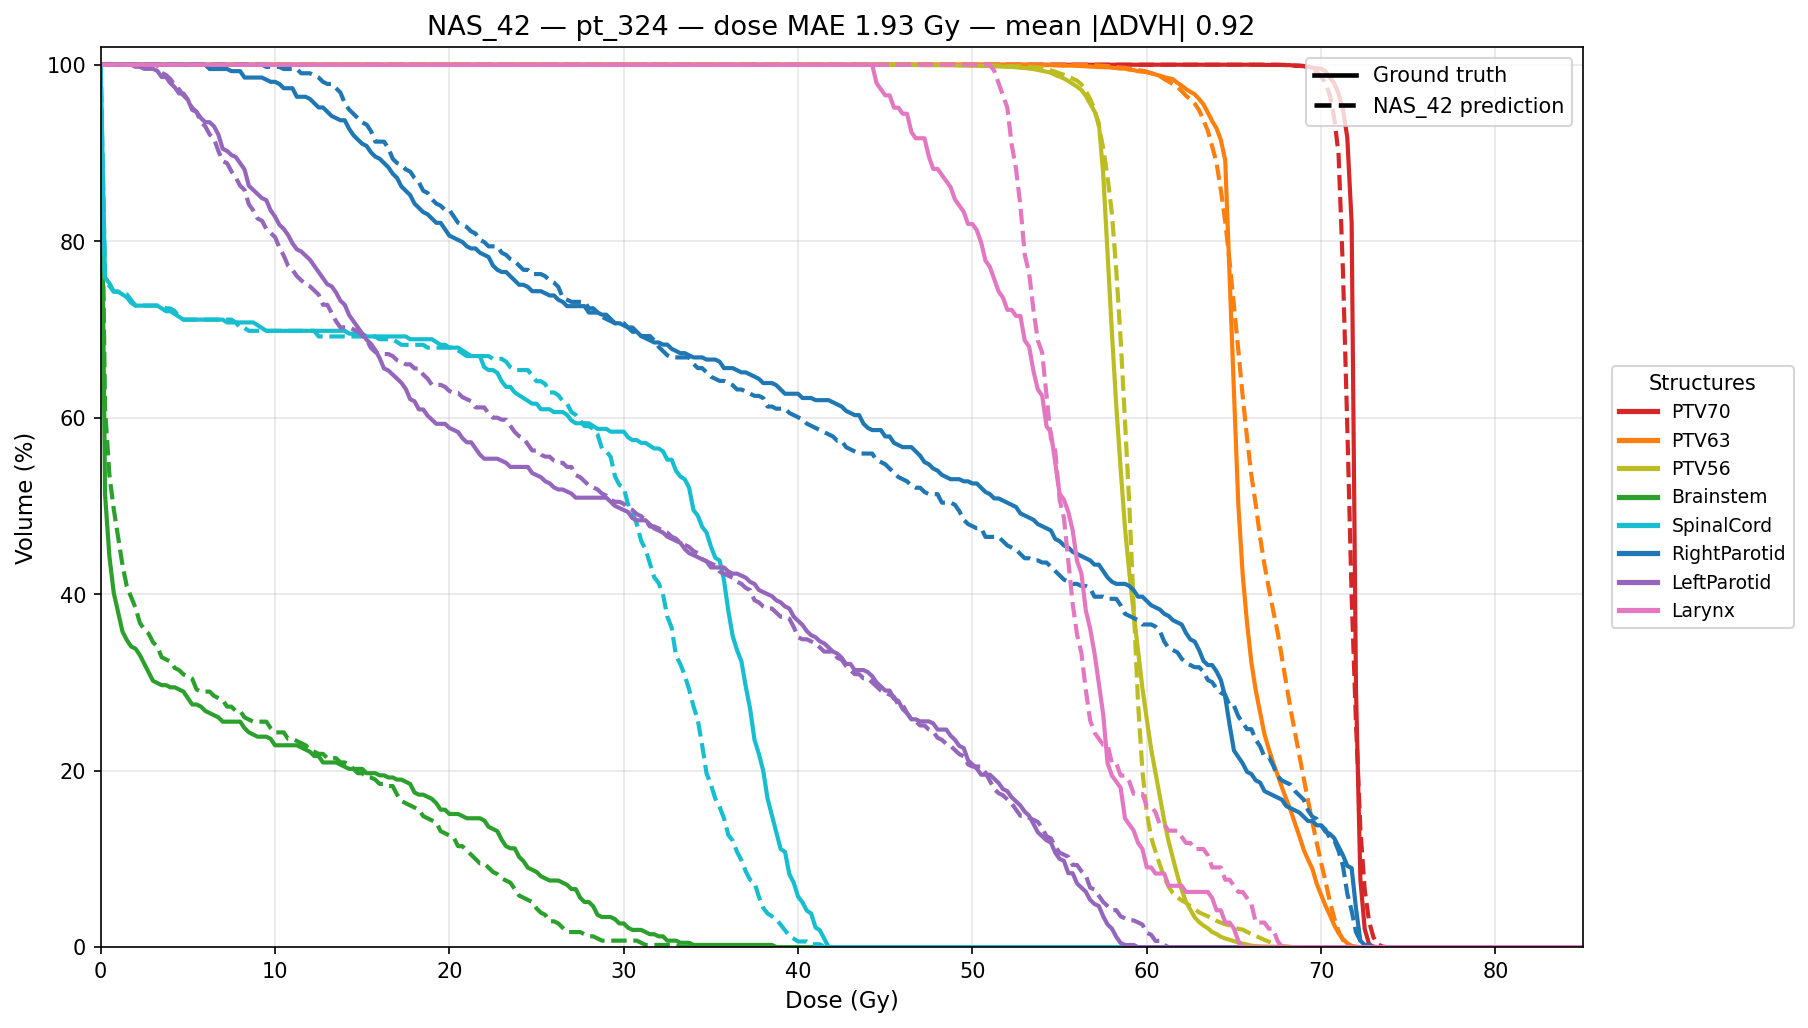 NAS_42 — pt_324 — dose MAE 1.93 Gy — mean |ΔDVH| 0.92
Ground truth
NAS_42 prediction
Volume (%)
100
80
60
40
20
0
0 10 20 30 40 50 60 70 80
Dose (Gy)
Structures
PTV70
PTV63
PTV56
Brainstem
SpinalCord
RightParotid
LeftParotid
Larynx